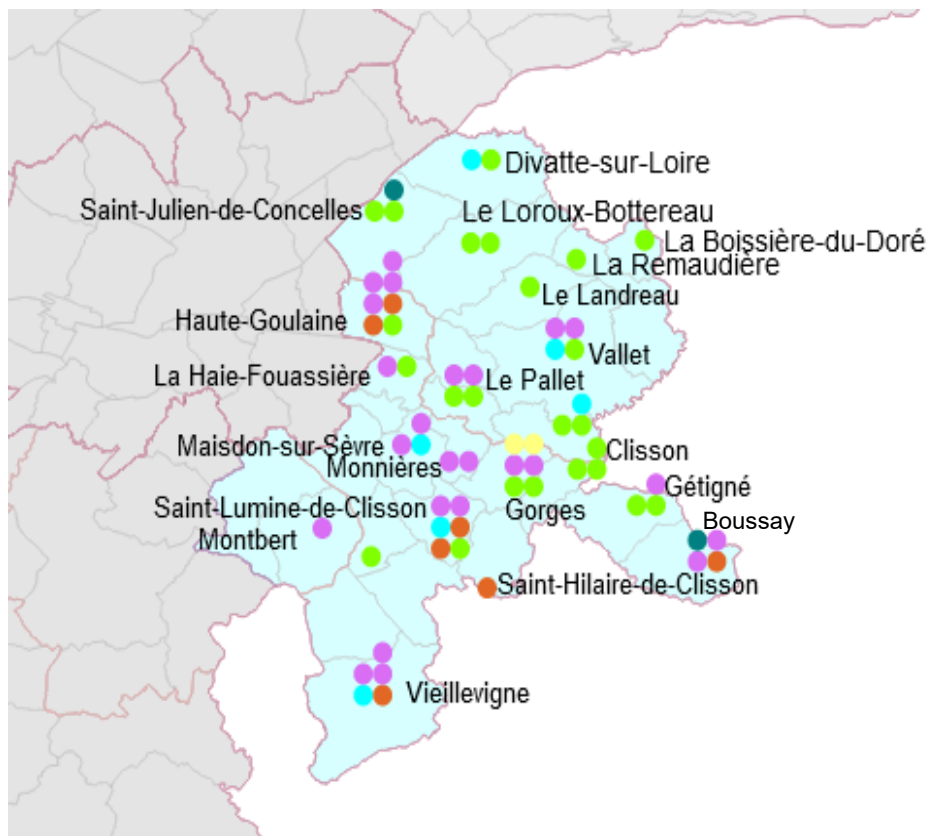 Divatte-sur-Loire
Saint-Julien-de-Concelles
Le Loroux-Bottereau
La Boissière-du-Doré
La Remaudière
Le Landreau
Haute-Goulaine
Vallet
La Haie-Fouassière
Le Pallet
Maisdon-sur-Sèvre
Clisson
Monnières
Gétigné
Saint-Lumine-de-Clisson
Gorges
Boussay
Montbert
Saint-Hilaire-de-Clisson
Vieillevigne